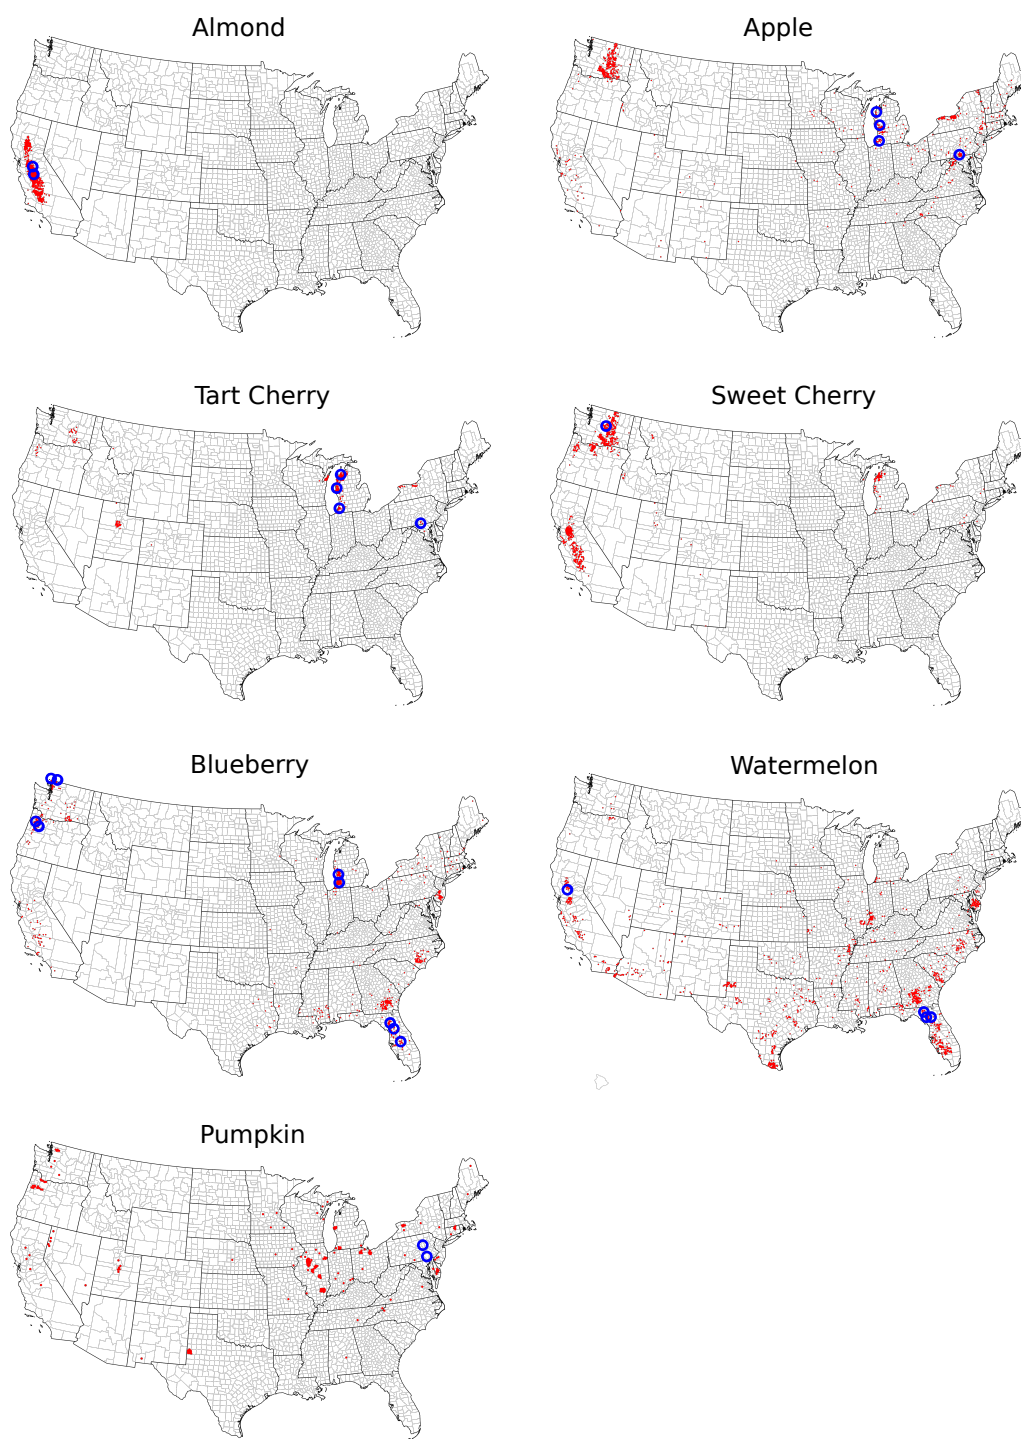 Almond
Apple
Tart Cherry
Sweet Cherry
Blueberry
Watermelon
Pumpkin